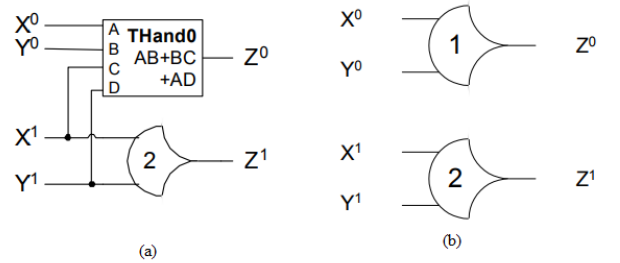 X⁰
Y⁰
A THand0
B AB+BC
C +AD
D
Z⁰
X¹
Y¹
2
Z¹
(a)
X⁰
Y⁰
1
Z⁰
X¹
Y¹
2
Z¹
(b)